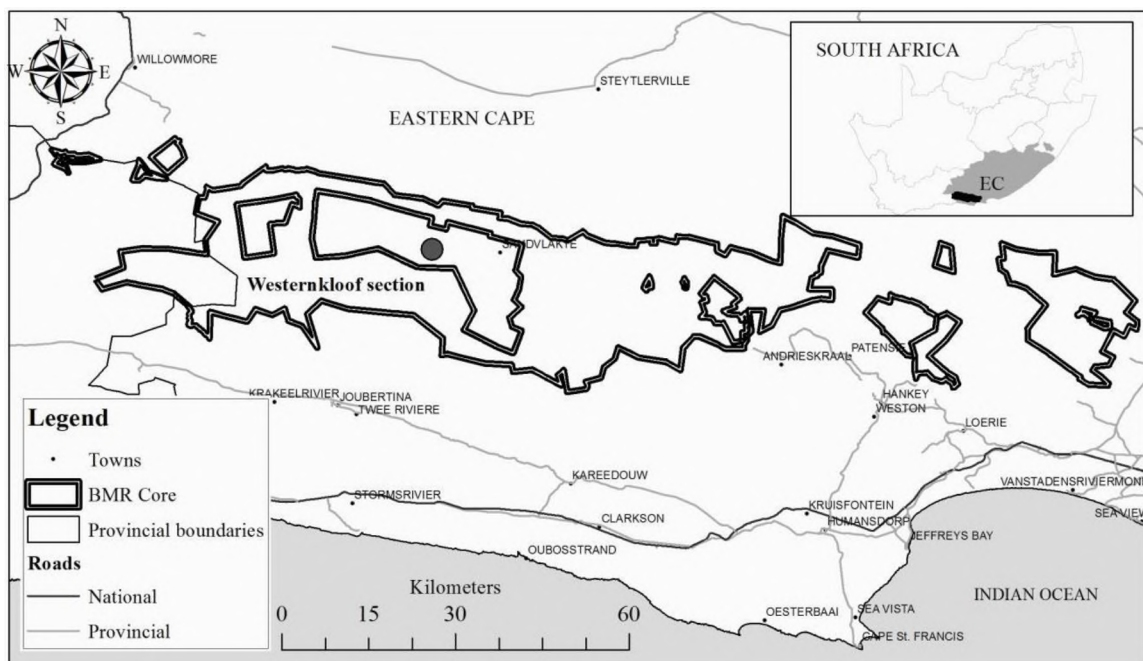 N
W E
S
WILLOWMORE
STEYTLERVILLE
EASTERN CAPE
SOUTH AFRICA
EC
SANDVLAKTE
Westernkloof section
ANDRIESKRAAL
PATENSIE
KRAKEELRIVIER
JOUBERTINA
TWEE RIVIERE
HANKEY
WESTON
LOERIE
KAREEDOUW
STORMSRIVIER
CLARKSON
KRUISFONTEIN
HUMANSDORP
VANSTADENSRIVIERMOND
SEA VIEW
JEFFREYS BAY
OUBOSSTRAND
OESTERBAAI
SEA VISTA
CAPE St. FRANCIS
INDIAN OCEAN
Legend
Towns
BMR Core
Provincial boundaries
Roads
National
Provincial
Kilometers
0 15 30 60